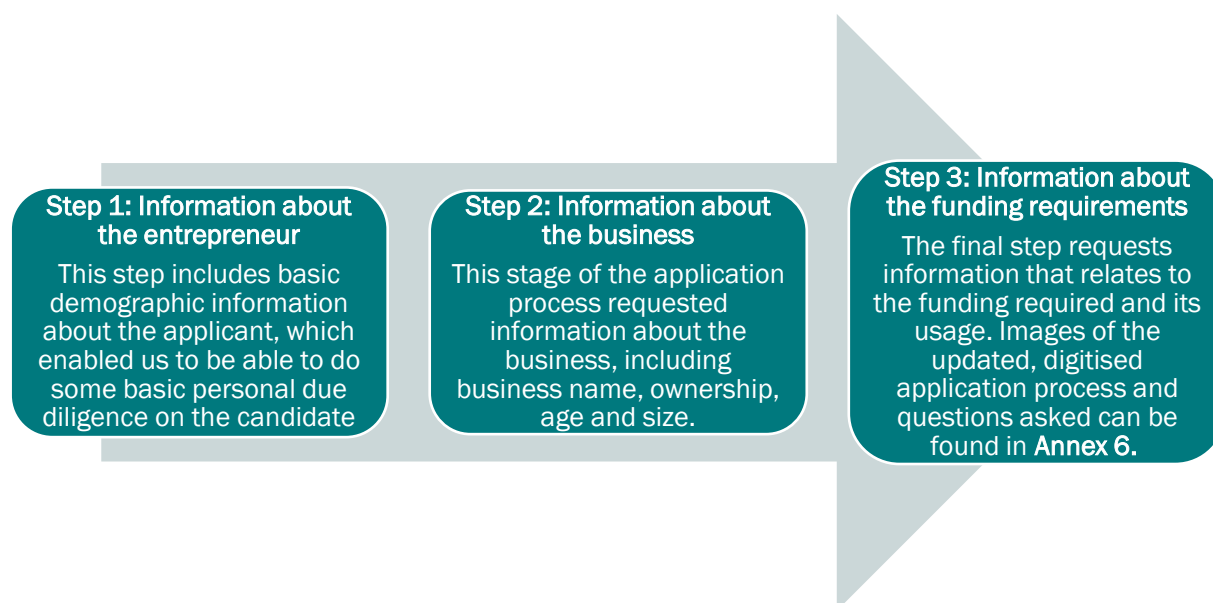 Step 1: Information about
the entrepreneur
This step includes basic
demographic information
about the applicant, which
enabled us to be able to do
some basic personal due
diligence on the candidate
Step 2: Information about
the business
This stage of the application
process requested
information about the
business, including
business name, ownership,
age and size.
Step 3: Information about
the funding requirements
The final step requests
information that relates to
the funding required and its
usage. Images of the
updated, digitised
application process and
questions asked can be
found in Annex 6.